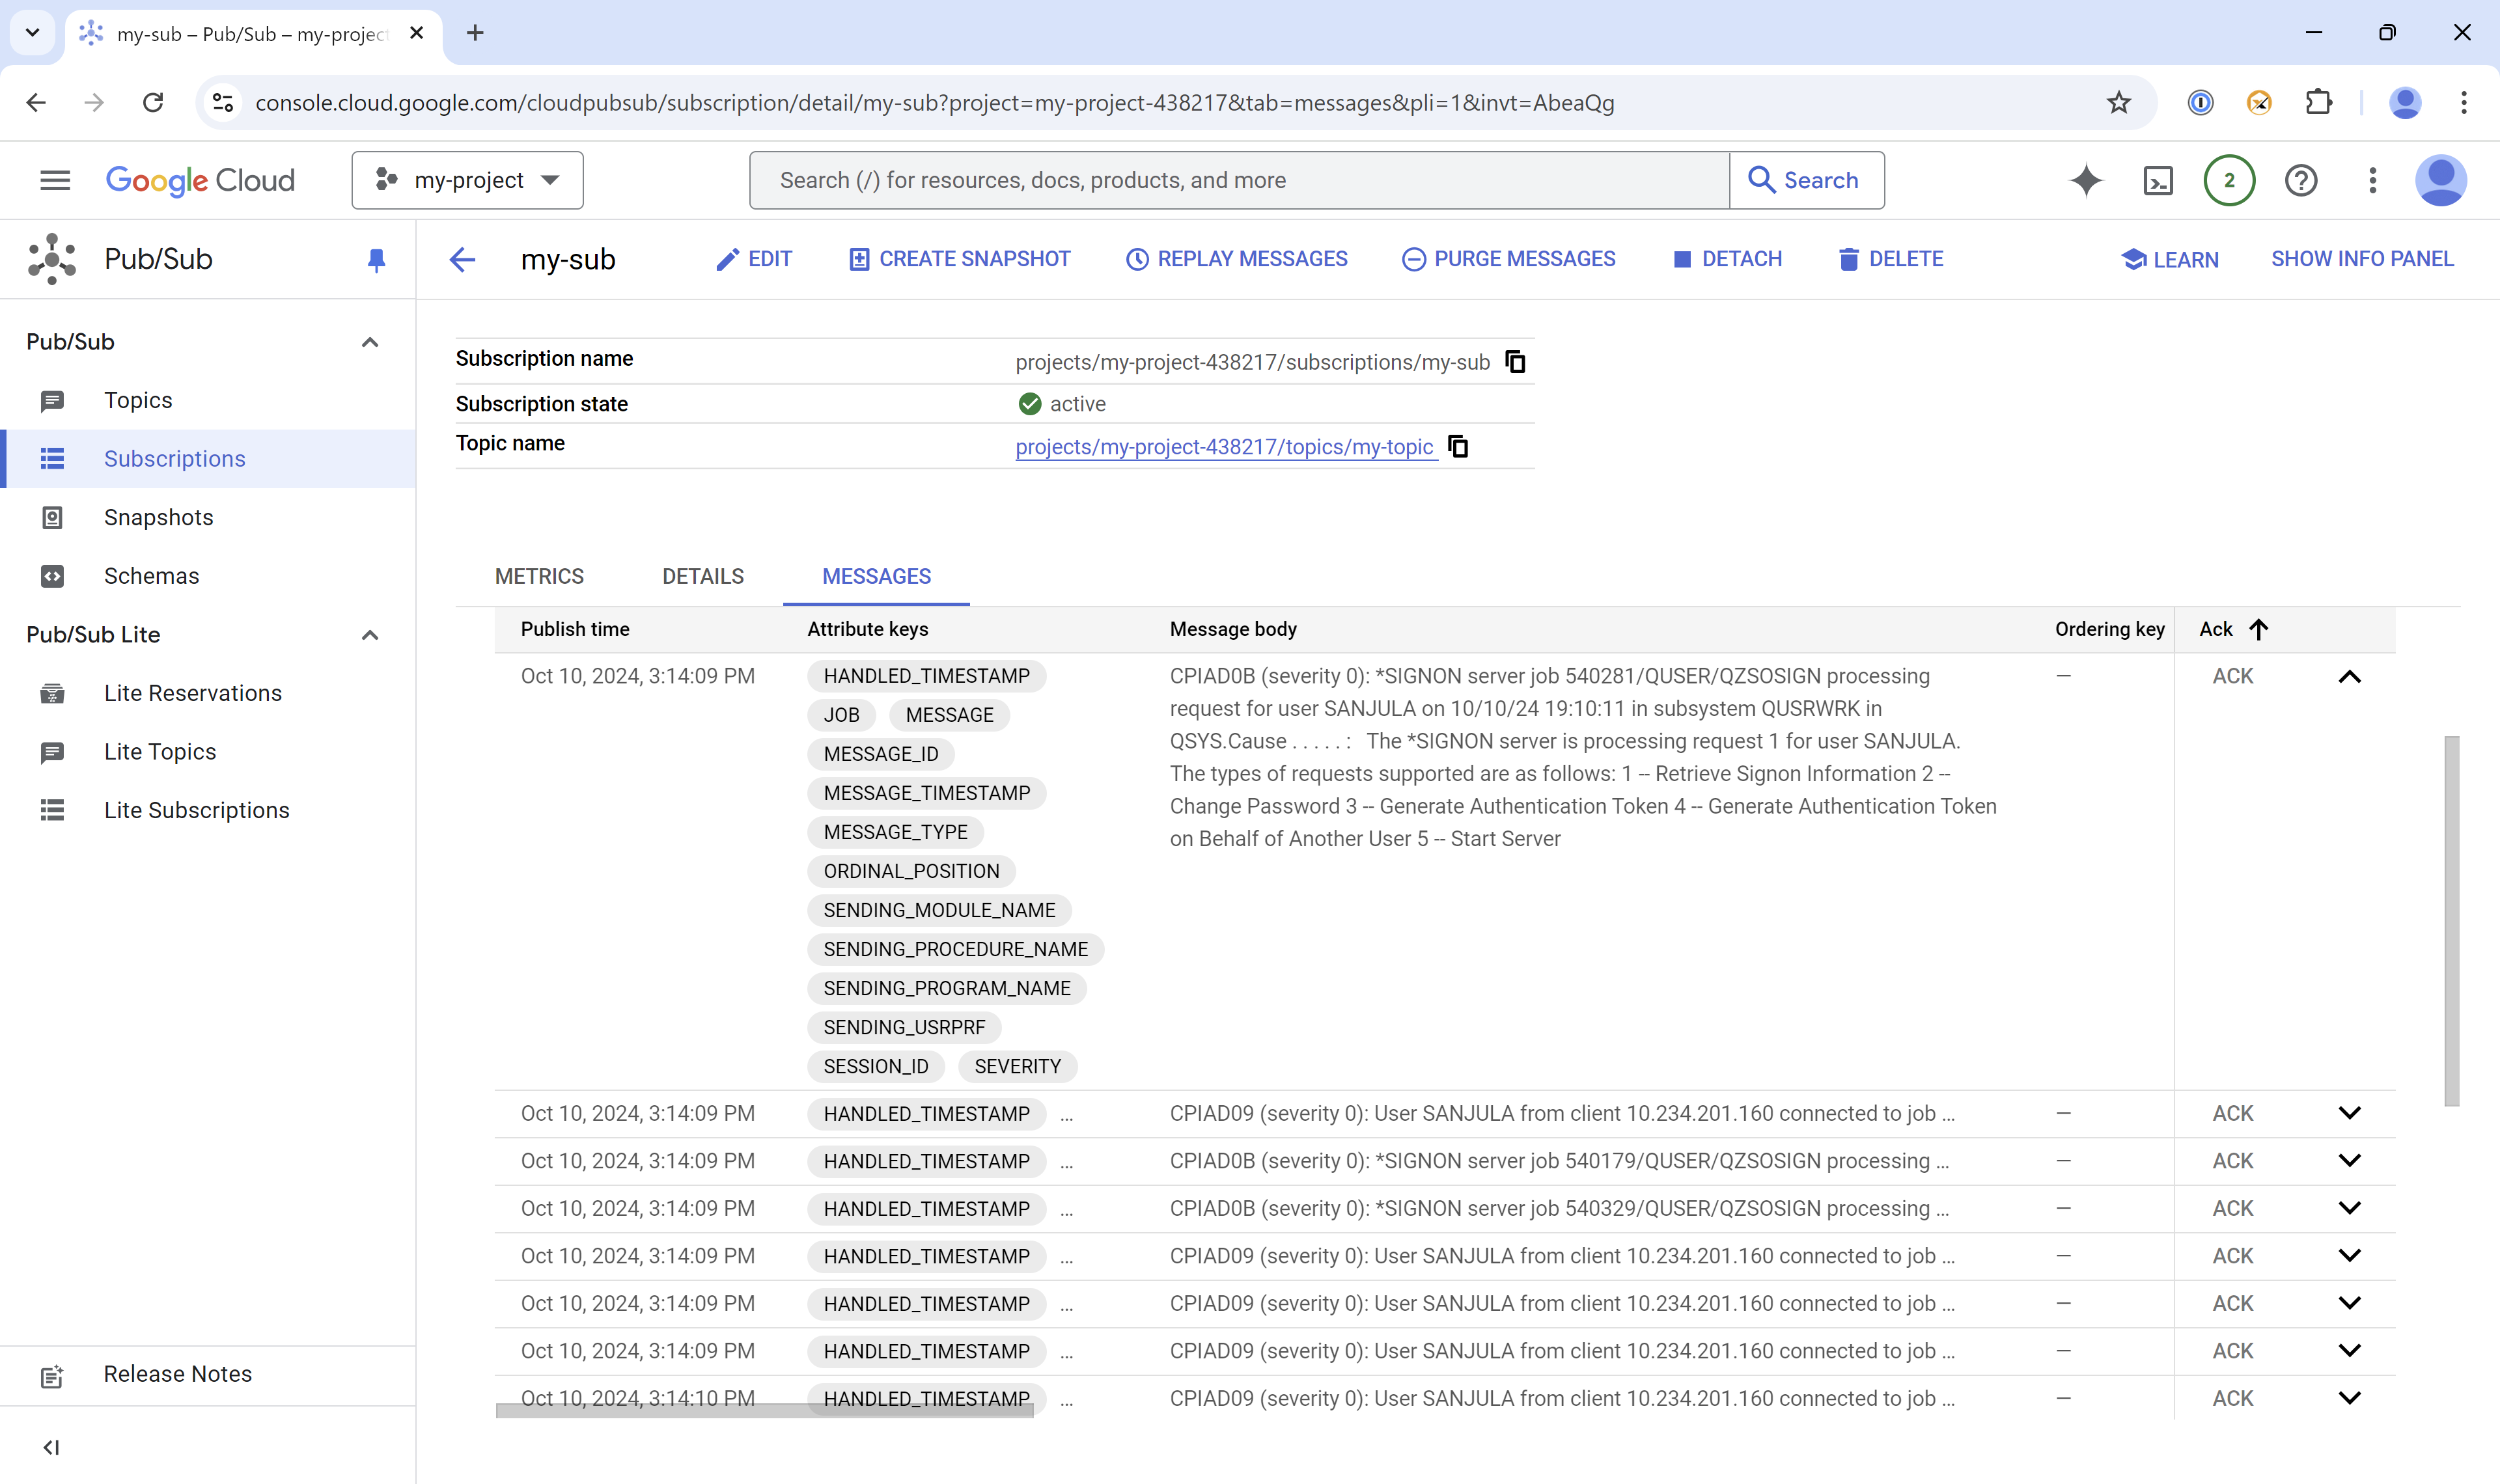 my-sub – Pub/Sub – my-project
console.cloud.google.com/cloudpubsub/subscription/detail/my-sub?project=my-project-438217&tab=messages&pli=1&invt=AbeaQg
Google Cloud
my-project
Search (/) for resources, docs, products, and more
Search
2
Pub/Sub
my-sub
EDIT
CREATE SNAPSHOT
REPLAY MESSAGES
PURGE MESSAGES
DETACH
DELETE
LEARN
SHOW INFO PANEL
Pub/Sub
Topics
Subscriptions
Snapshots
Schemas
Pub/Sub Lite
Lite Reservations
Lite Topics
Lite Subscriptions
Release Notes
Subscription name projects/my-project-438217/subscriptions/my-sub
Subscription state active
Topic name projects/my-project-438217/topics/my-topic
METRICS DETAILS MESSAGES
Publish time Attribute keys Message body Ordering key Ack
Oct 10, 2024, 3:14:09 PM
HANDLED_TIMESTAMP
JOB MESSAGE
MESSAGE_ID
MESSAGE_TIMESTAMP
MESSAGE_TYPE
ORDINAL_POSITION
SENDING_MODULE_NAME
SENDING_PROCEDURE_NAME
SENDING_PROGRAM_NAME
SENDING_USRPRF
SESSION_ID SEVERITY
CPIAD0B (severity 0): *SIGNON server job 540281/QUSER/QZSOSIGN processing
request for user SANJULA on 10/10/24 19:10:11 in subsystem QUSRWRK in
QSYS.Cause . . . . . : The *SIGNON server is processing request 1 for user SANJULA.
The types of requests supported are as follows: 1 -- Retrieve Signon Information 2 --
Change Password 3 -- Generate Authentication Token 4 -- Generate Authentication Token
on Behalf of Another User 5 -- Start Server
— ACK
Oct 10, 2024, 3:14:09 PM HANDLED_TIMESTAMP ... CPIAD09 (severity 0): User SANJULA from client 10.234.201.160 connected to job ... — ACK
Oct 10, 2024, 3:14:09 PM HANDLED_TIMESTAMP ... CPIAD0B (severity 0): *SIGNON server job 540179/QUSER/QZSOSIGN processing ... — ACK
Oct 10, 2024, 3:14:09 PM HANDLED_TIMESTAMP ... CPIAD0B (severity 0): *SIGNON server job 540329/QUSER/QZSOSIGN processing ... — ACK
Oct 10, 2024, 3:14:09 PM HANDLED_TIMESTAMP ... CPIAD09 (severity 0): User SANJULA from client 10.234.201.160 connected to job ... — ACK
Oct 10, 2024, 3:14:09 PM HANDLED_TIMESTAMP ... CPIAD09 (severity 0): User SANJULA from client 10.234.201.160 connected to job ... — ACK
Oct 10, 2024, 3:14:09 PM HANDLED_TIMESTAMP ... CPIAD09 (severity 0): User SANJULA from client 10.234.201.160 connected to job ... — ACK
Oct 10, 2024, 3:14:10 PM HANDLED_TIMESTAMP ... CPIAD09 (severity 0): User SANJULA from client 10.234.201.160 connected to job ... — ACK